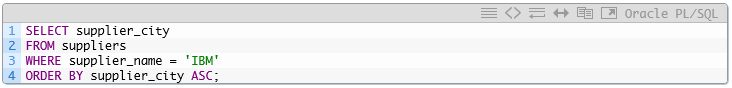 Oracle PL/SQL
1 SELECT supplier_city
2 FROM suppliers
3 WHERE supplier_name = 'IBM'
4 ORDER BY supplier_city ASC;